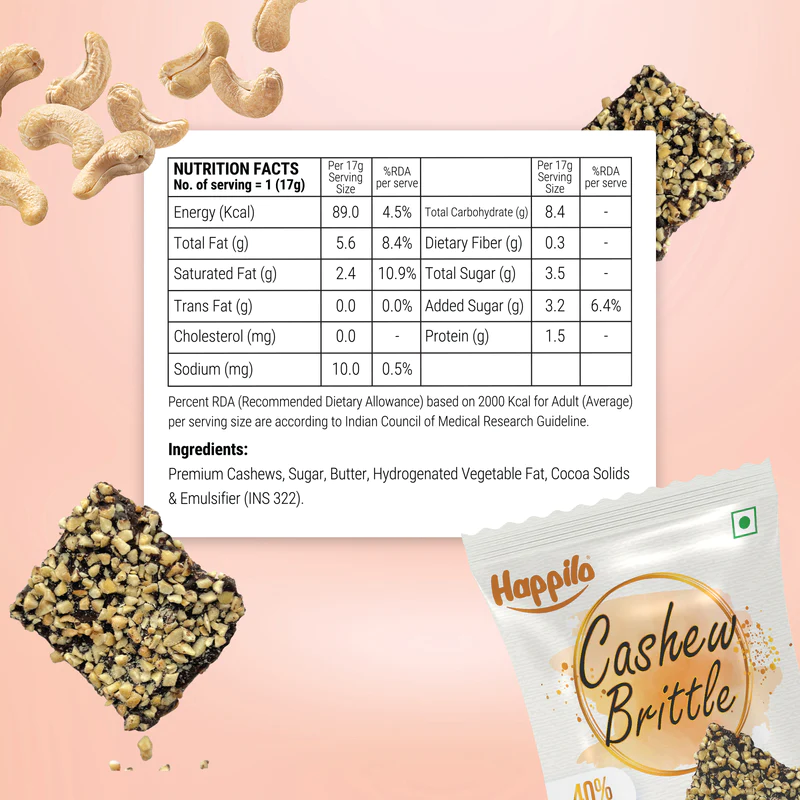 NUTRITION FACTS
No. of serving = 1 (17g)
Per 17g
Serving
Size
%RDA
per serve
Per 17g
Serving
Size
%RDA
per serve
Energy (Kcal) 89.0 4.5% Total Carbohydrate (g) 8.4 -
Total Fat (g) 5.6 8.4% Dietary Fiber (g) 0.3 -
Saturated Fat (g) 2.4 10.9% Total Sugar (g) 3.5 -
Trans Fat (g) 0.0 0.0% Added Sugar (g) 3.2 6.4%
Cholesterol (mg) 0.0 - Protein (g) 1.5 -
Sodium (mg) 10.0 0.5%
Percent RDA (Recommended Dietary Allowance) based on 2000 Kcal for Adult (Average)
per serving size are according to Indian Council of Medical Research Guideline.
Ingredients:
Premium Cashews, Sugar, Butter, Hydrogenated Vegetable Fat, Cocoa Solids
& Emulsifier (INS 322).
Happilo
Cashew
Brittle
40%